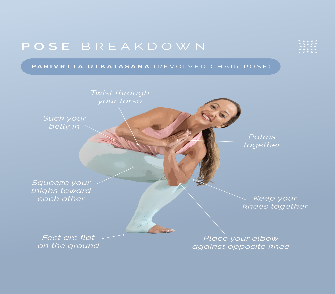 POSE BREAKDOWN
PARIVRTTA UTKATASANA (REVOLVED CHAIR POSE)
Twist through
your torso
Suck your
belly in
Palms
together
Squeeze your
thighs toward
each other
Keep your
knees together
Feet are flat
on the ground
Place your elbow
against opposite knee